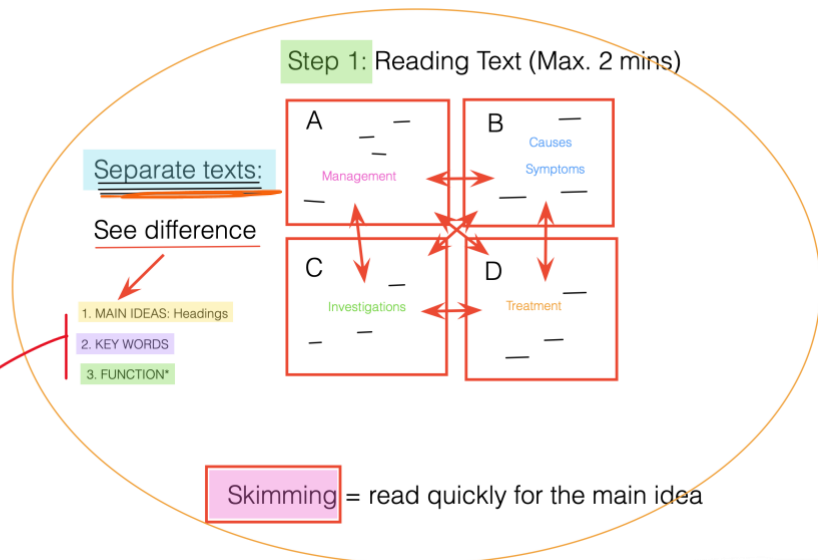 Step 1: Reading Text (Max. 2 mins)
A
B
Causes
Symptoms
Management
Separate texts:
See difference
C
D
Investigations
Treatment
1. MAIN IDEAS: Headings
2. KEY WORDS
3. FUNCTION*
Skimming = read quickly for the main idea